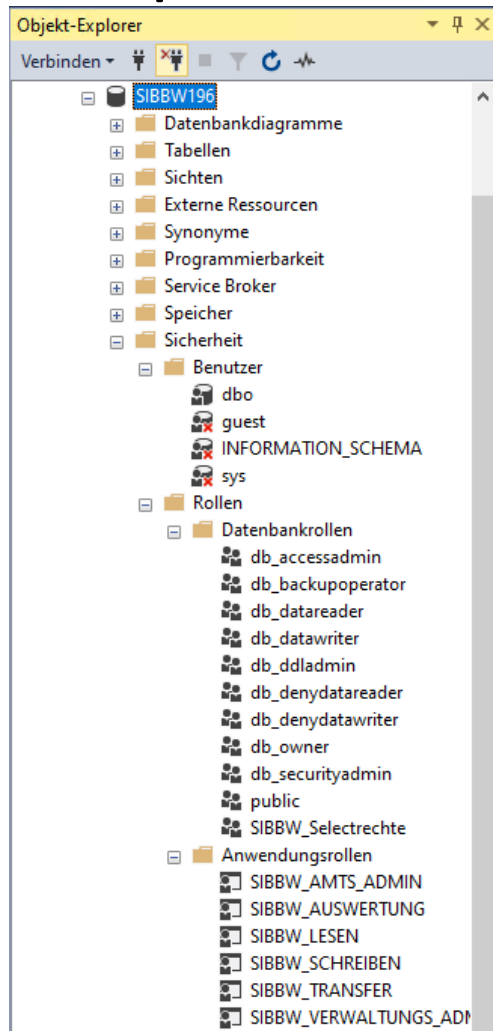 Objekt-Explorer
Verbinden
SIBBW196
Datenbankdiagramme
Tabellen
Sichten
Externe Ressourcen
Synonyme
Programmierbarkeit
Service Broker
Speicher
Sicherheit
Benutzer
dbo
guest
INFORMATION_SCHEMA
sys
Rollen
Datenbankrollen
db_accessadmin
db_backupoperator
db_datareader
db_datawriter
db_ddladmin
db_denydatareader
db_denydatawriter
db_owner
db_securityadmin
public
SIBBW_Selectrechte
Anwendungsrollen
SIBBW_AMTS_ADMIN
SIBBW_AUSWERTUNG
SIBBW_LESEN
SIBBW_SCHREIBEN
SIBBW_TRANSFER
SIBBW_VERWALTUNGS_ADM